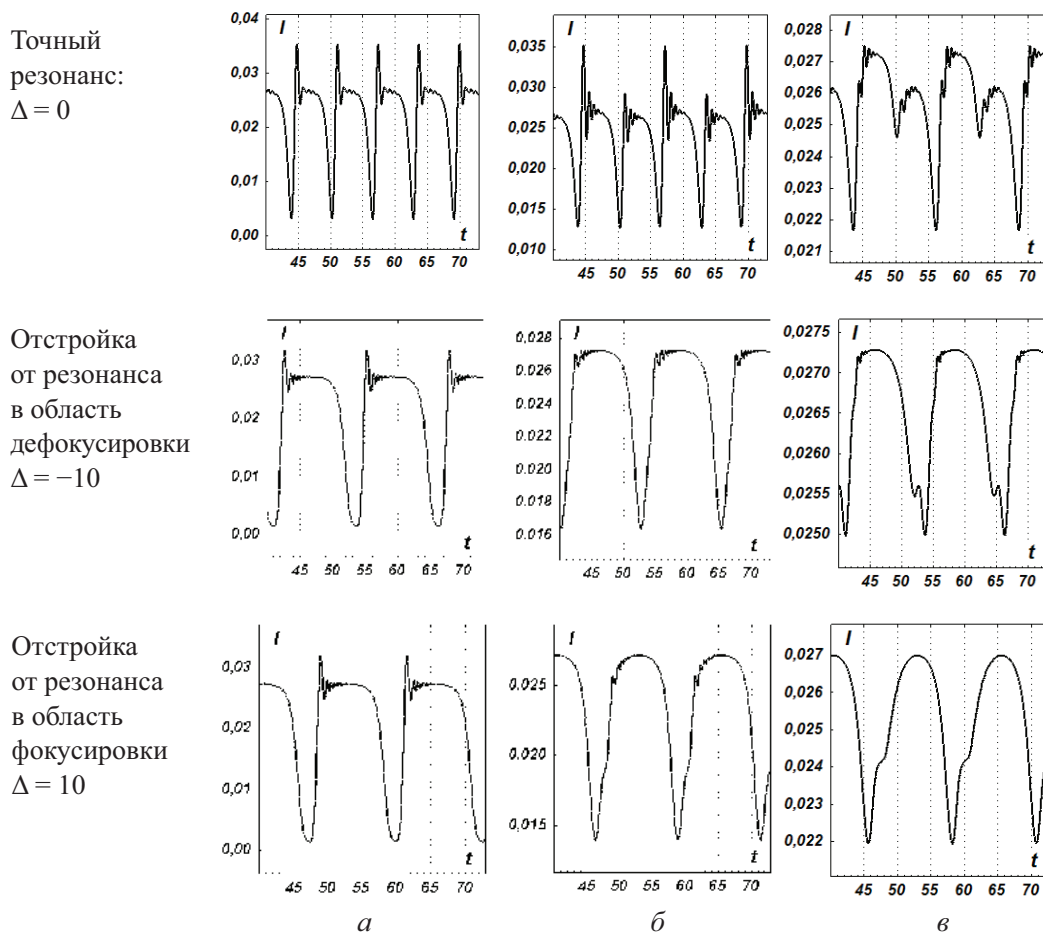 Точный
резонанс:
Δ = 0
I
0,04
0,03
0,02
0,01
0,00
t
45 50 55 60 65 70
I
0,035
0,030
0,025
0,020
0,015
0,010
t
45 50 55 60 65 70
I
0,028
0,027
0,026
0,025
0,024
0,023
0,022
0,021
t
45 50 55 60 65 70
Отстройка
от резонанса
в область
дефокусировки
Δ = −10
I
0,03
0,02
0,01
0,00
t
45 50 55 60 65 70
I
0.028
0.026
0.024
0.022
0.020
0.018
0.016
t
45 50 55 60 65 70
I
0,0275
0,0270
0,0265
0,0260
0,0255
0,0250
t
45 50 55 60 65 70
Отстройка
от резонанса
в область
фокусировки
Δ = 10
I
0,03
0,02
0,01
0,00
t
45 50 55 60 65 70
I
0,025
0,020
0,015
t
45 50 55 60 65 70
I
0,027
0,026
0,025
0,024
0,023
0,022
t
45 50 55 60 65 70
а б в